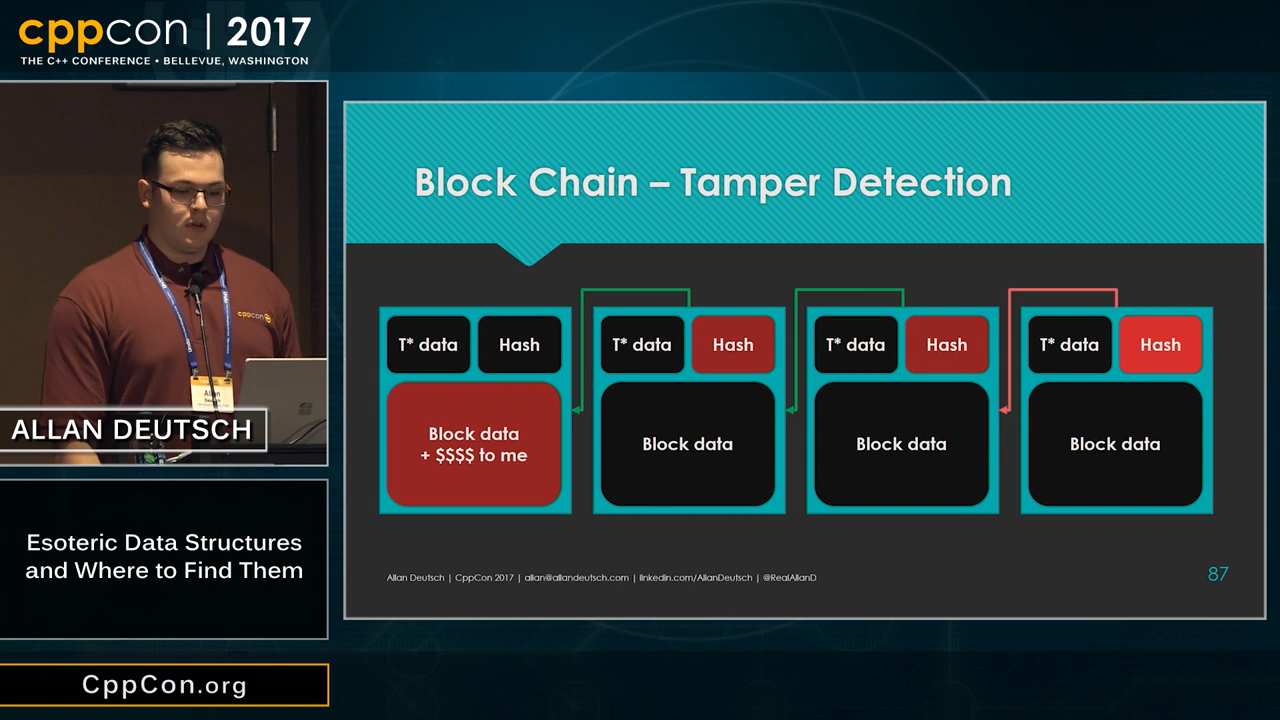 cppcon | 2017
THE C++ CONFERENCE • BELLEVUE, WASHINGTON
cppcon
Allan
ALLAN DEUTSCH
Esoteric Data Structures
and Where to Find Them
CppCon.org
Block Chain – Tamper Detection
T* data
Hash
Block data
+ $$$$ to me
T* data
Hash
Block data
T* data
Hash
Block data
T* data
Hash
Block data
Allan Deutsch | CppCon 2017 | allan@allandeutsch.com | linkedin.com/AllanDeutsch | @RealAllanD
87